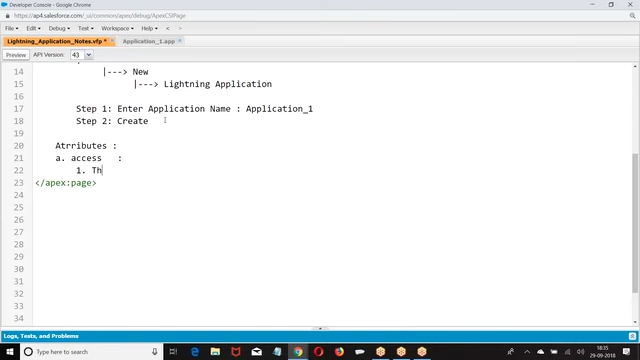 Developer Console - Google Chrome
https://ap4.salesforce.com/_ui/common/apex/debug/ApexCSIPage
File Edit Debug Test Workspace Help < >
Lightning_Application_Notes.vfp * Application_1.app
Preview API Version: 43
14 |---> New
15 |---> Lightning Application
16
17 Step 1: Enter Application Name : Application_1
18 Step 2: Create
19
20 Atrributes :
21 a. access :
22 1. Th
23 </apex:page>
24
25
26
27
28
29
30
31
32
33
34
Logs, Tests, and Problems
Type here to search
18:35
29-09-2018